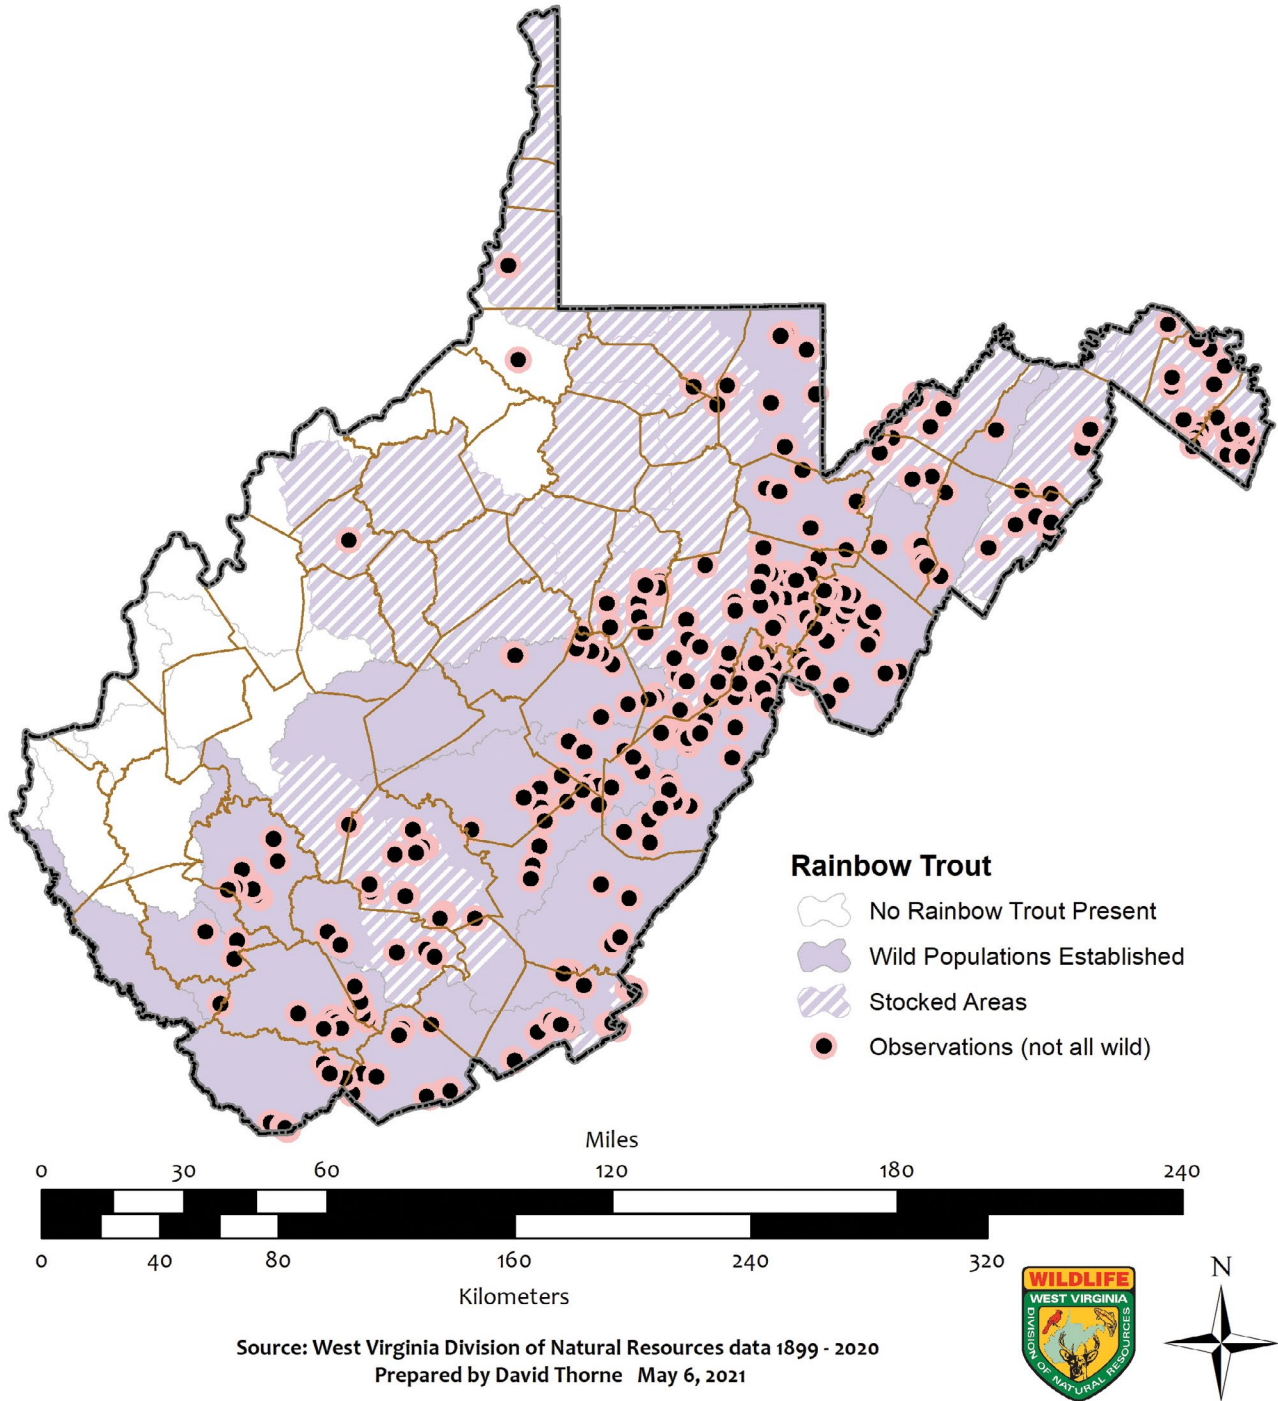 Rainbow Trout
No Rainbow Trout Present
Wild Populations Established
Stocked Areas
Observations (not all wild)
Miles
0 30 60 120 180 240
0 40 80 160 240 320
Kilometers
WILDLIFE
WEST VIRGINIA
DIVISION OF NATURAL RESOURCES
N
Source: West Virginia Division of Natural Resources data 1899 - 2020
Prepared by David Thorne May 6, 2021